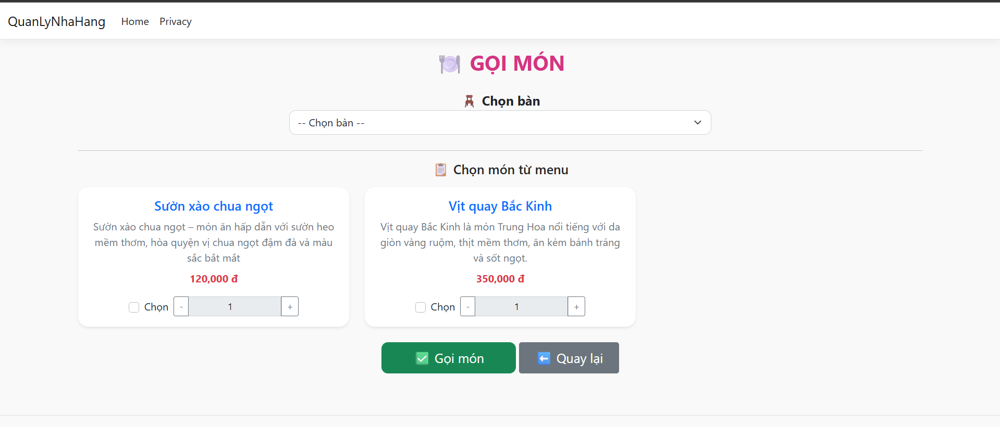 QuanLyNhaHang Home Privacy
GỌI MÓN
Chọn bàn
-- Chọn bàn --
Chọn món từ menu
Sườn xào chua ngọt
Sườn xào chua ngọt – món ăn hấp dẫn với sườn heo
mềm thơm, hòa quyện vị chua ngọt đậm đà và màu
sắc bắt mắt
120,000 đ
Chọn - 1 +
Vịt quay Bắc Kinh
Vịt quay Bắc Kinh là món Trung Hoa nổi tiếng với da
giòn vàng ruộm, thịt mềm thơm, ăn kèm bánh tráng
và sốt ngọt.
350,000 đ
Chọn - 1 +
Gọi món
Quay lại